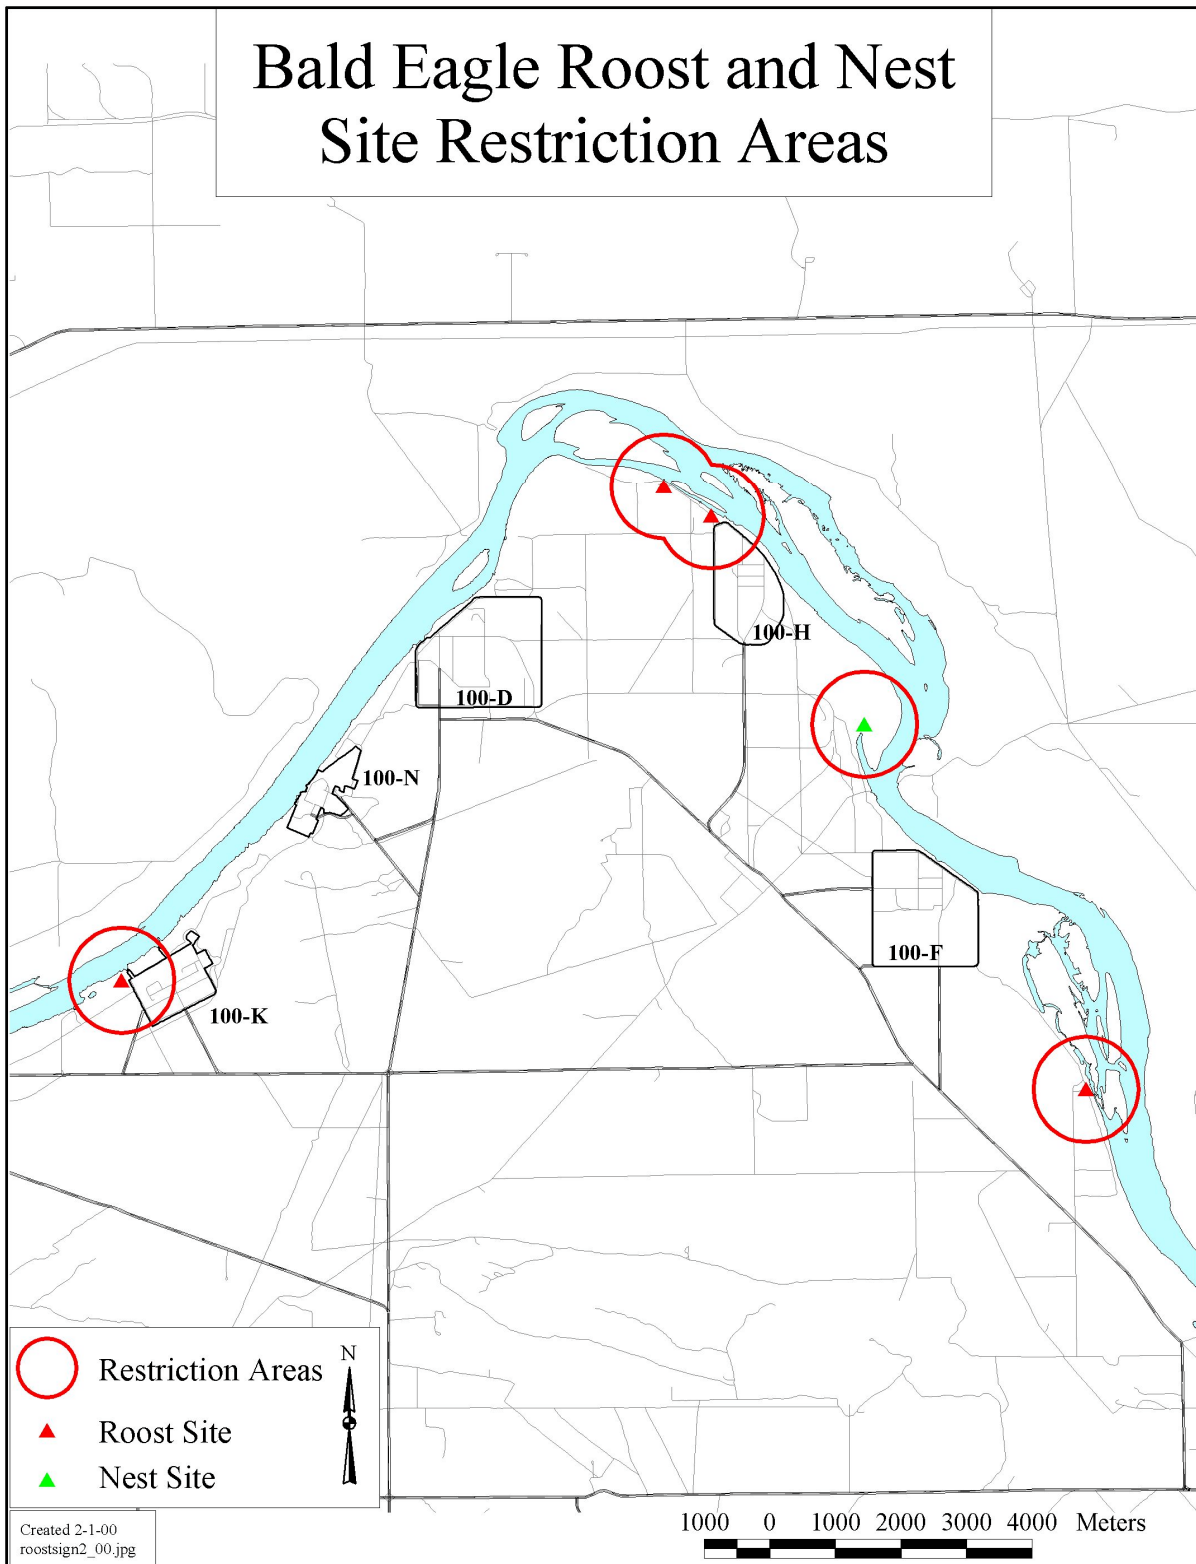 Bald Eagle Roost and Nest
Site Restriction Areas
100-H
100-D
100-N
100-F
100-K
Restriction Areas
N
Roost Site
Nest Site
Created 2-1-00
roostsign2_00.jpg
1000 0 1000 2000 3000 4000 Meters